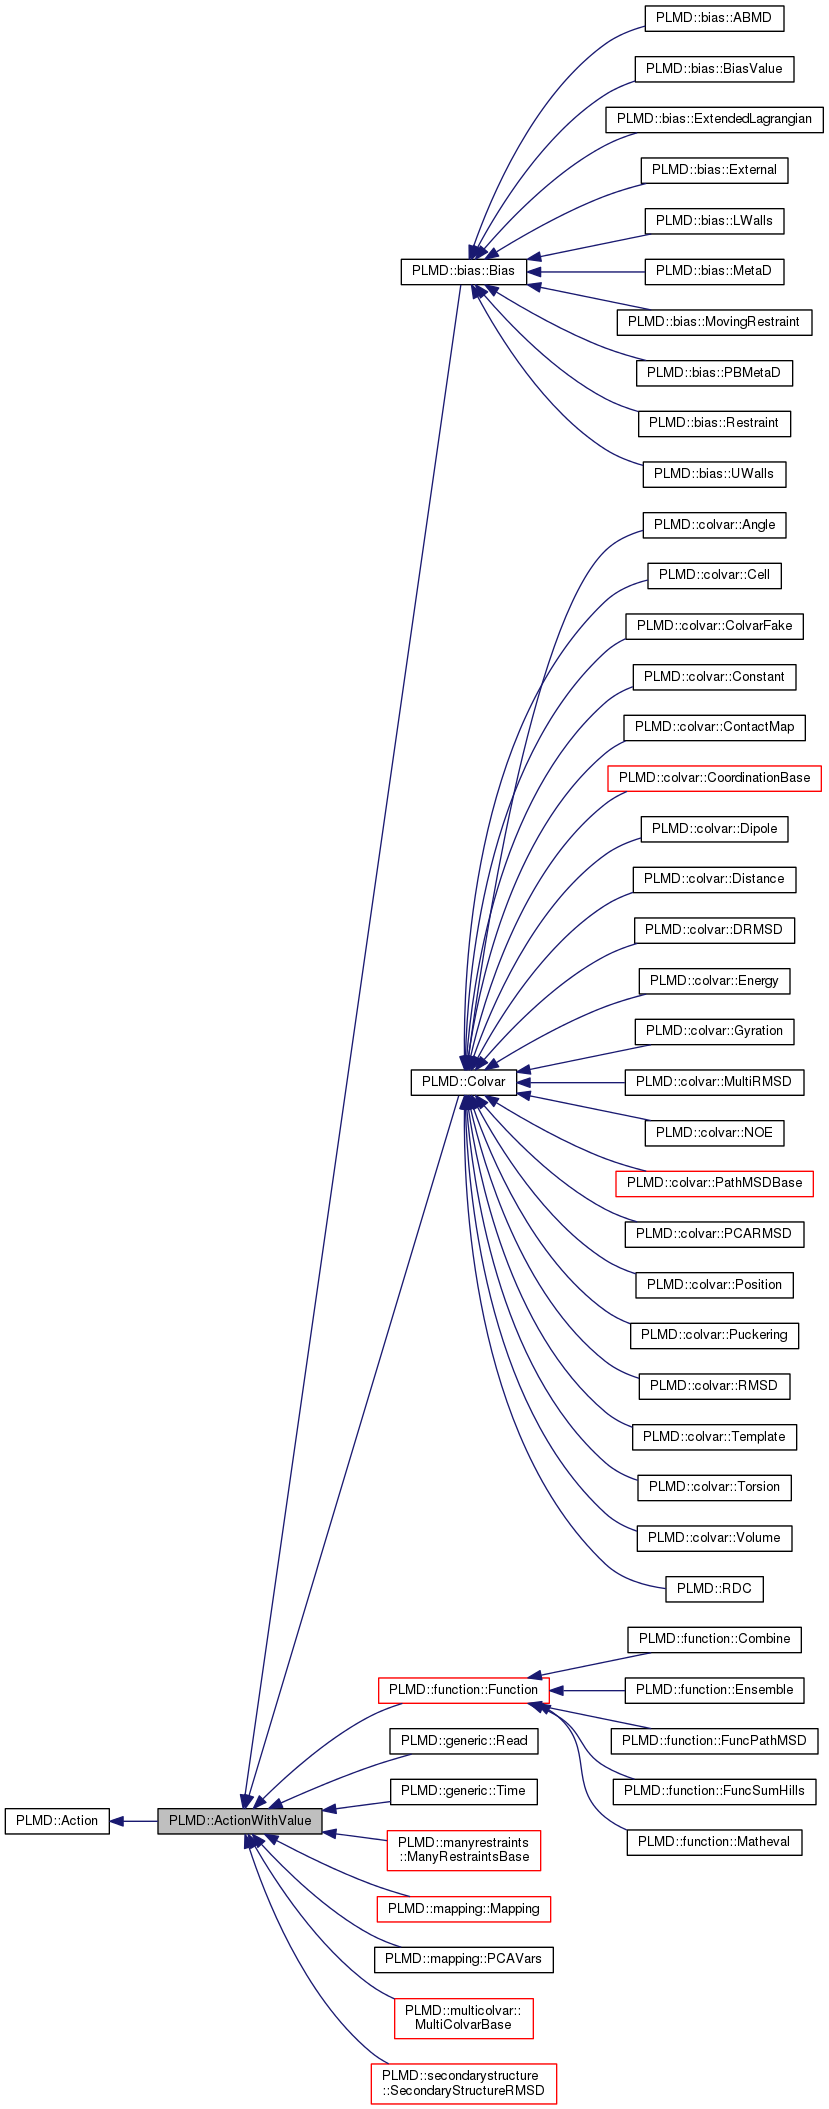 PLMD::bias::ABMD
PLMD::bias::BiasValue
PLMD::bias::ExtendedLagrangian
PLMD::bias::External
PLMD::bias::LWalls
PLMD::bias::Bias
PLMD::bias::MetaD
PLMD::bias::MovingRestraint
PLMD::bias::PBMetaD
PLMD::bias::Restraint
PLMD::bias::UWalls
PLMD::colvar::Angle
PLMD::colvar::Cell
PLMD::colvar::ColvarFake
PLMD::colvar::Constant
PLMD::colvar::ContactMap
PLMD::colvar::CoordinationBase
PLMD::colvar::Dipole
PLMD::colvar::Distance
PLMD::colvar::DRMSD
PLMD::colvar::Energy
PLMD::colvar::Gyration
PLMD::Colvar
PLMD::colvar::MultiRMSD
PLMD::colvar::NOE
PLMD::colvar::PathMSDBase
PLMD::colvar::PCARMSD
PLMD::colvar::Position
PLMD::colvar::Puckering
PLMD::colvar::RMSD
PLMD::colvar::Template
PLMD::colvar::Torsion
PLMD::colvar::Volume
PLMD::RDC
PLMD::function::Combine
PLMD::function::Function
PLMD::function::Ensemble
PLMD::generic::Read
PLMD::function::FuncPathMSD
PLMD::generic::Time
PLMD::function::FuncSumHills
PLMD::Action
PLMD::ActionWithValue
PLMD::function::Matheval
PLMD::manyrestraints
::ManyRestraintsBase
PLMD::mapping::Mapping
PLMD::mapping::PCAVars
PLMD::multicolvar::
MultiColvarBase
PLMD::secondarystructure
::SecondaryStructureRMSD